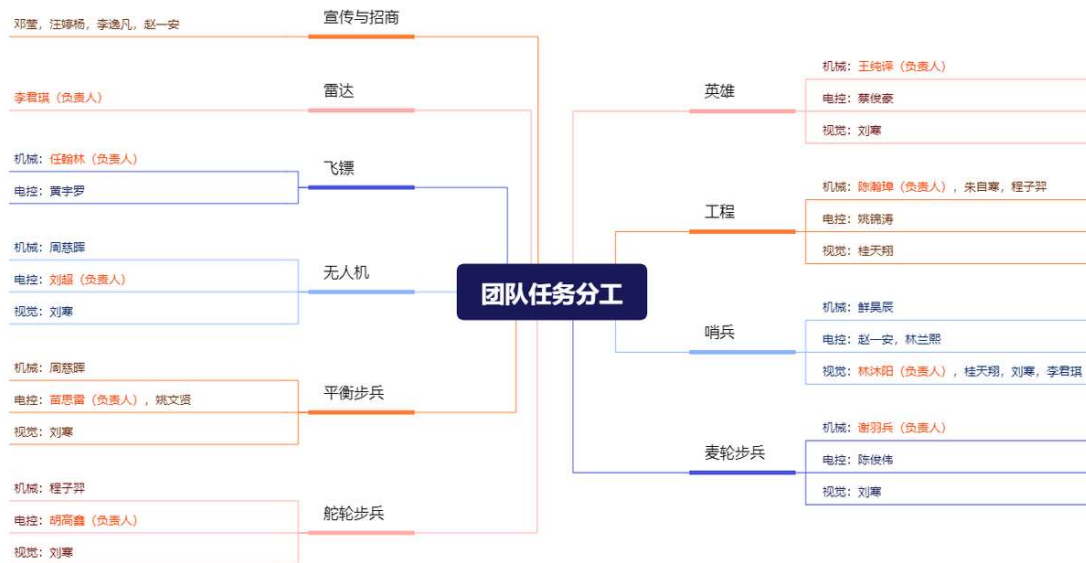 团队任务分工
宣传与招商
邓莹，汪婷杨，李逸凡，赵一安
雷达
李君琪（负责人）
飞镖
机械：任翰林（负责人）
电控：黄宇罗
无人机
机械：周慈晖
电控：刘超（负责人）
视觉：刘寒
平衡步兵
机械：周慈晖
电控：苗思雷（负责人），姚文贤
视觉：刘寒
舵轮步兵
机械：程子羿
电控：胡高鑫（负责人）
视觉：刘寒
英雄
机械：王纯译（负责人）
电控：蔡俊豪
视觉：刘寒
工程
机械：陈瀚璋（负责人），朱自寒，程子羿
电控：姚锦涛
视觉：桂天翔
哨兵
机械：鲜昊辰
电控：赵一安，林兰熙
视觉：林沐阳（负责人），桂天翔，刘寒，李君琪
麦轮步兵
机械：谢羽兵（负责人）
电控：陈俊伟
视觉：刘寒